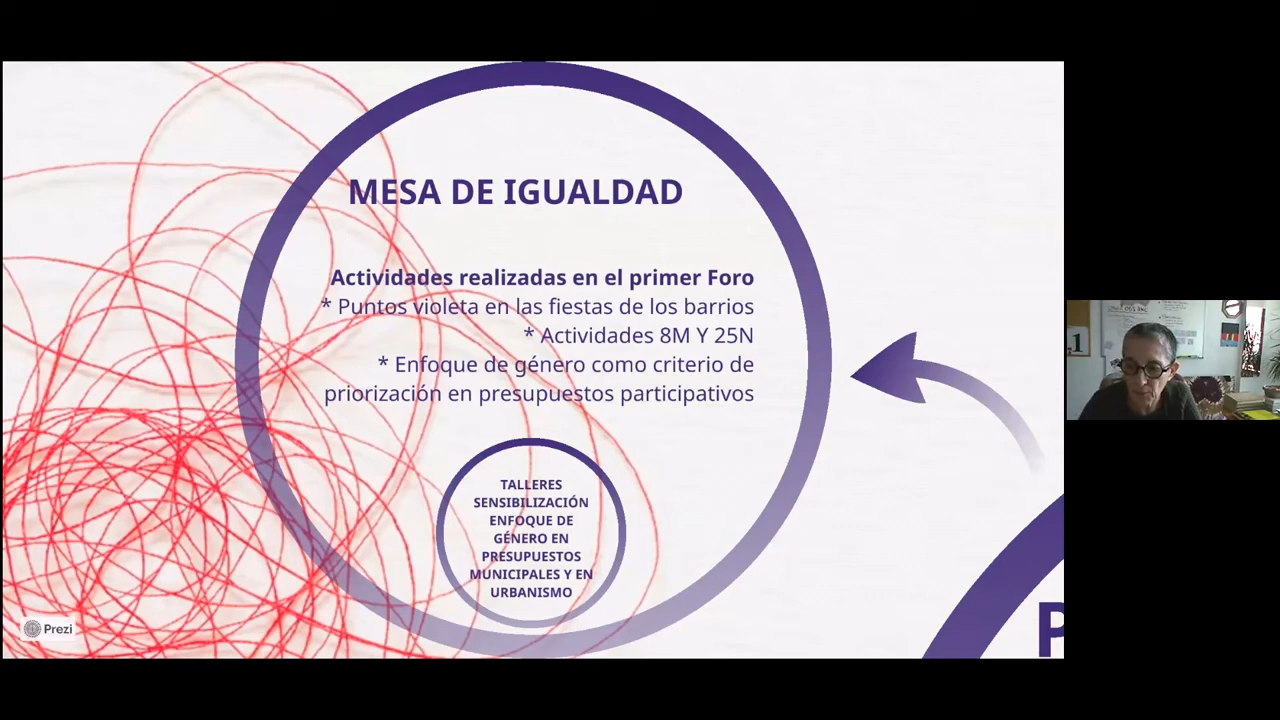 MESA DE IGUALDAD
Actividades realizadas en el primer Foro
* Puntos violeta en las fiestas de los barrios
* Actividades 8M Y 25N
* Enfoque de género como criterio de
priorización en presupuestos participativos
TALLERES
SENSIBILIZACIÓN
ENFOQUE DE
GÉNERO EN
PRESUPUESTOS
MUNICIPALES Y EN
URBANISMO
Prezi
P
1